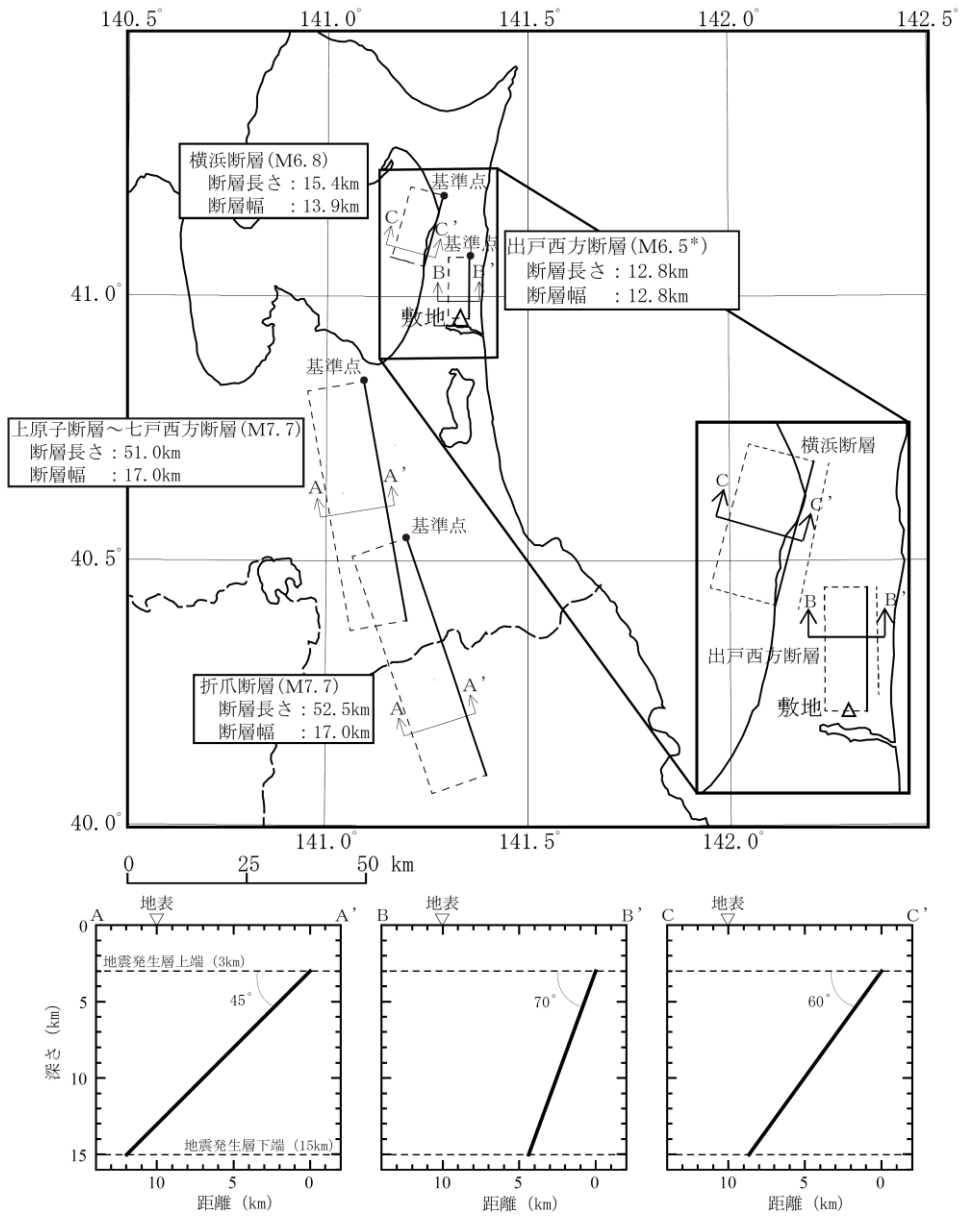 140.5°
141.0°
141.5°
142.0°
142.5°
横浜断層(M6.8)
断層長さ：15.4km
断層幅　：13.9km
基準点
C
C'
基準点
出戸西方断層(M6.5*)
断層長さ：12.8km
断層幅　：12.8km
B
B'
41.0°
敷地
基準点
上原子断層～七戸西方断層(M7.7)
断層長さ：51.0km
断層幅　：17.0km
A
A'
基準点
40.5°
横浜断層
C
C'
B
B'
出戸西方断層
敷地
折爪断層(M7.7)
断層長さ：52.5km
断層幅　：17.0km
A
A'
40.0°
141.0°
141.5°
142.0°
0
25
50 km
A
地表
A'
B
地表
B'
C
地表
C'
0
5
10
15
深さ (km)
地震発生層上端 (3km)
45°
70°
60°
地震発生層下端 (15km)
10
5
0
10
5
0
10
5
0
距離 (km)
距離 (km)
距離 (km)